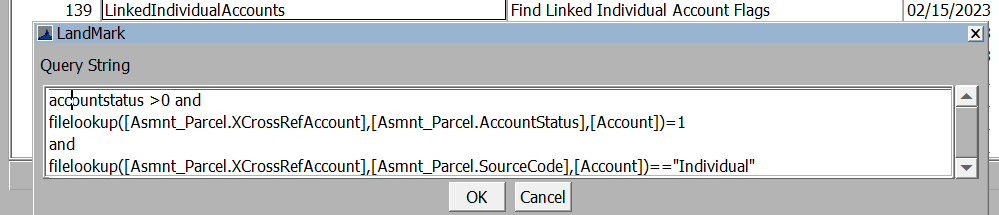 139 LinkedIndividualAccounts Find Linked Individual Account Flags 02/15/2023
LandMark
Query String
accountstatus >0 and
filelookup([Asmnt_Parcel.XCrossRefAccount],[Asmnt_Parcel.AccountStatus],[Account])=1
and
filelookup([Asmnt_Parcel.XCrossRefAccount],[Asmnt_Parcel.SourceCode],[Account])=="Individual"
OK Cancel